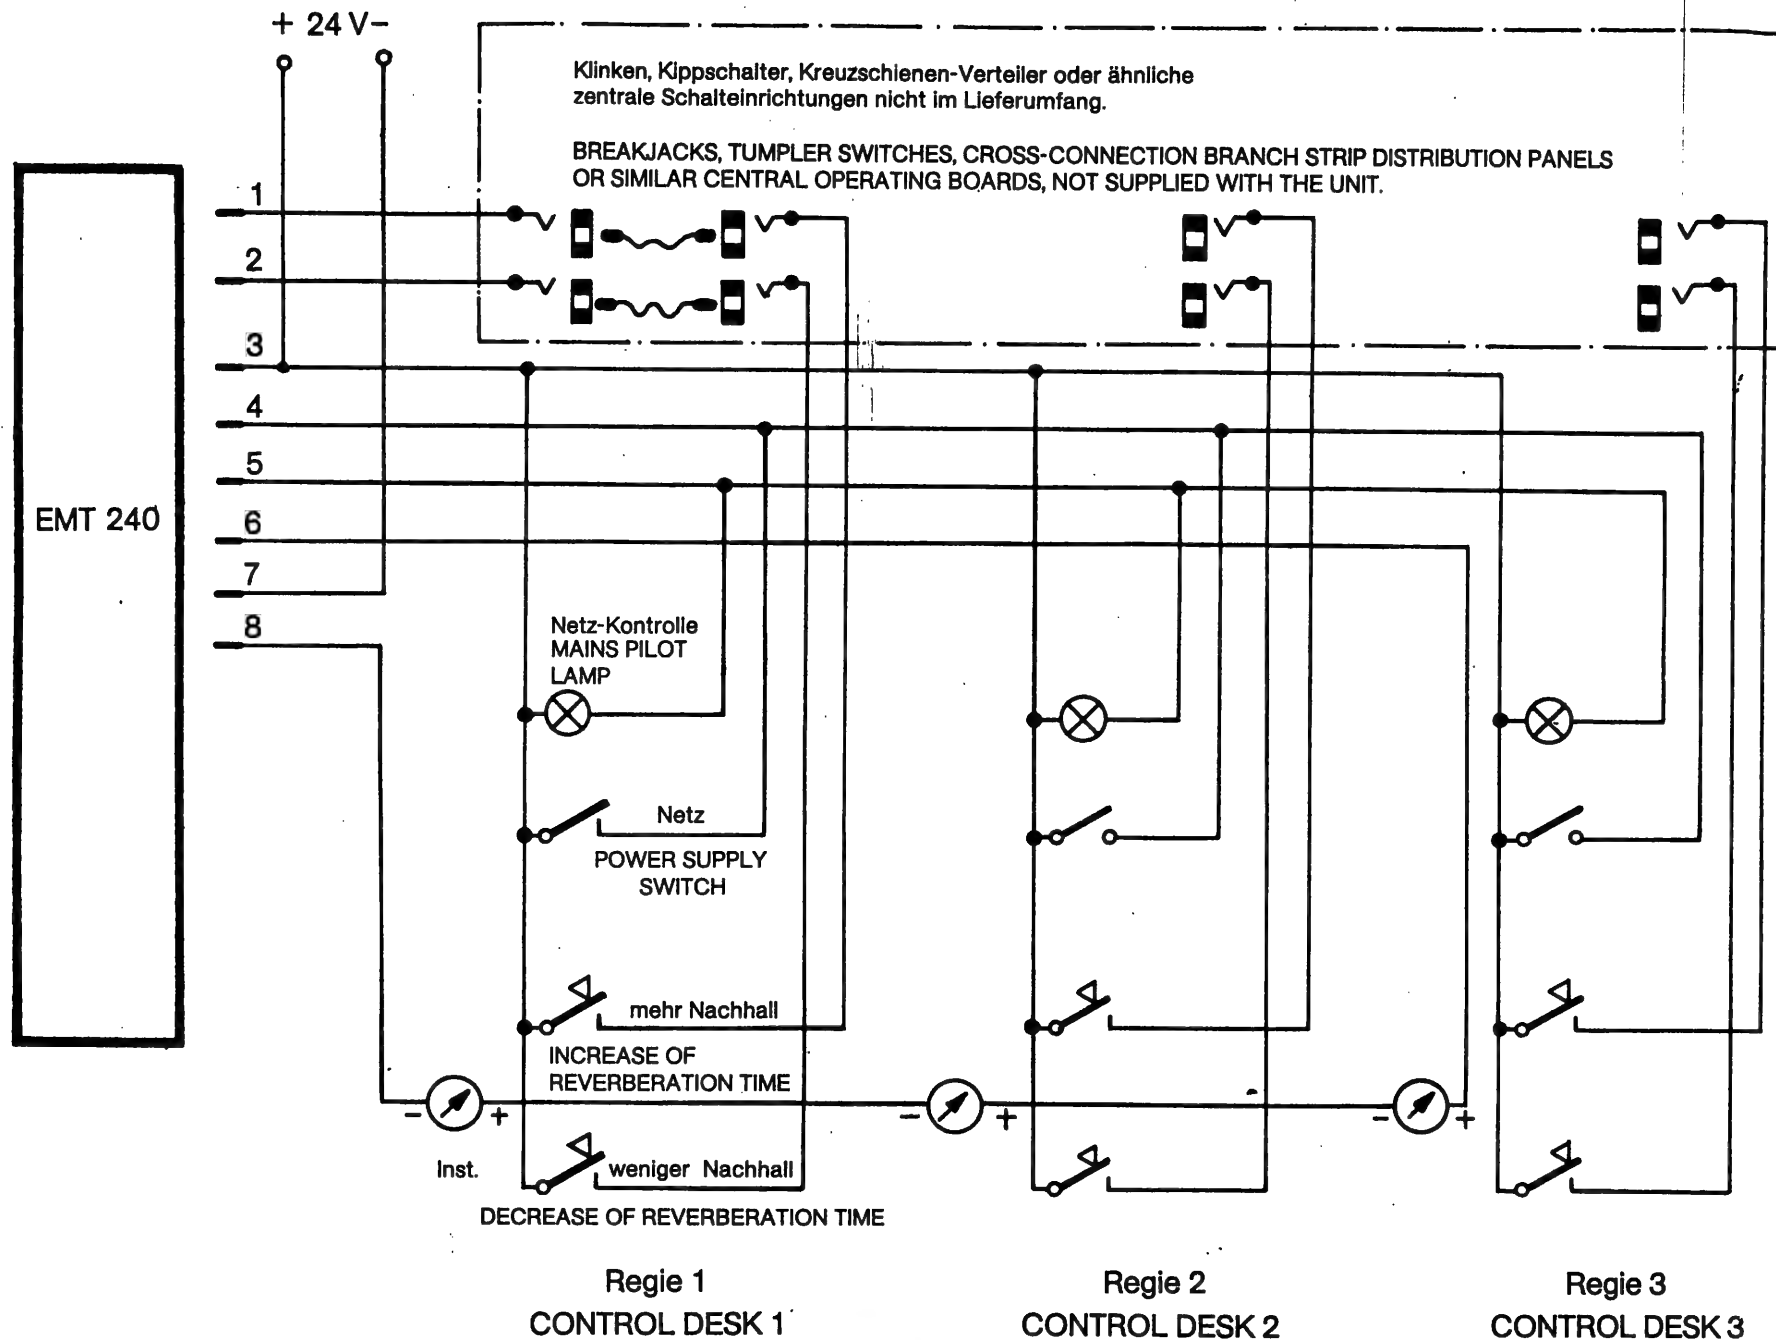 + 24 V-
Klinken, Kippschalter, Kreuzschienen-Verteiler oder ähnliche
zentrale Schalteinrichtungen nicht im Lieferumfang.
BREAKJACKS, TUMPLER SWITCHES, CROSS-CONNECTION BRANCH STRIP DISTRIBUTION PANELS
OR SIMILAR CENTRAL OPERATING BOARDS, NOT SUPPLIED WITH THE UNIT.
1
2
3
4
5
6
7
8
EMT 240
Netz-Kontrolle
MAINS PILOT
LAMP
Netz
POWER SUPPLY
SWITCH
mehr Nachhall
INCREASE OF
REVERBERATION TIME
- +
- +
- +
Inst.
weniger Nachhall
DECREASE OF REVERBERATION TIME
Regie 1
CONTROL DESK 1
Regie 2
CONTROL DESK 2
Regie 3
CONTROL DESK 3